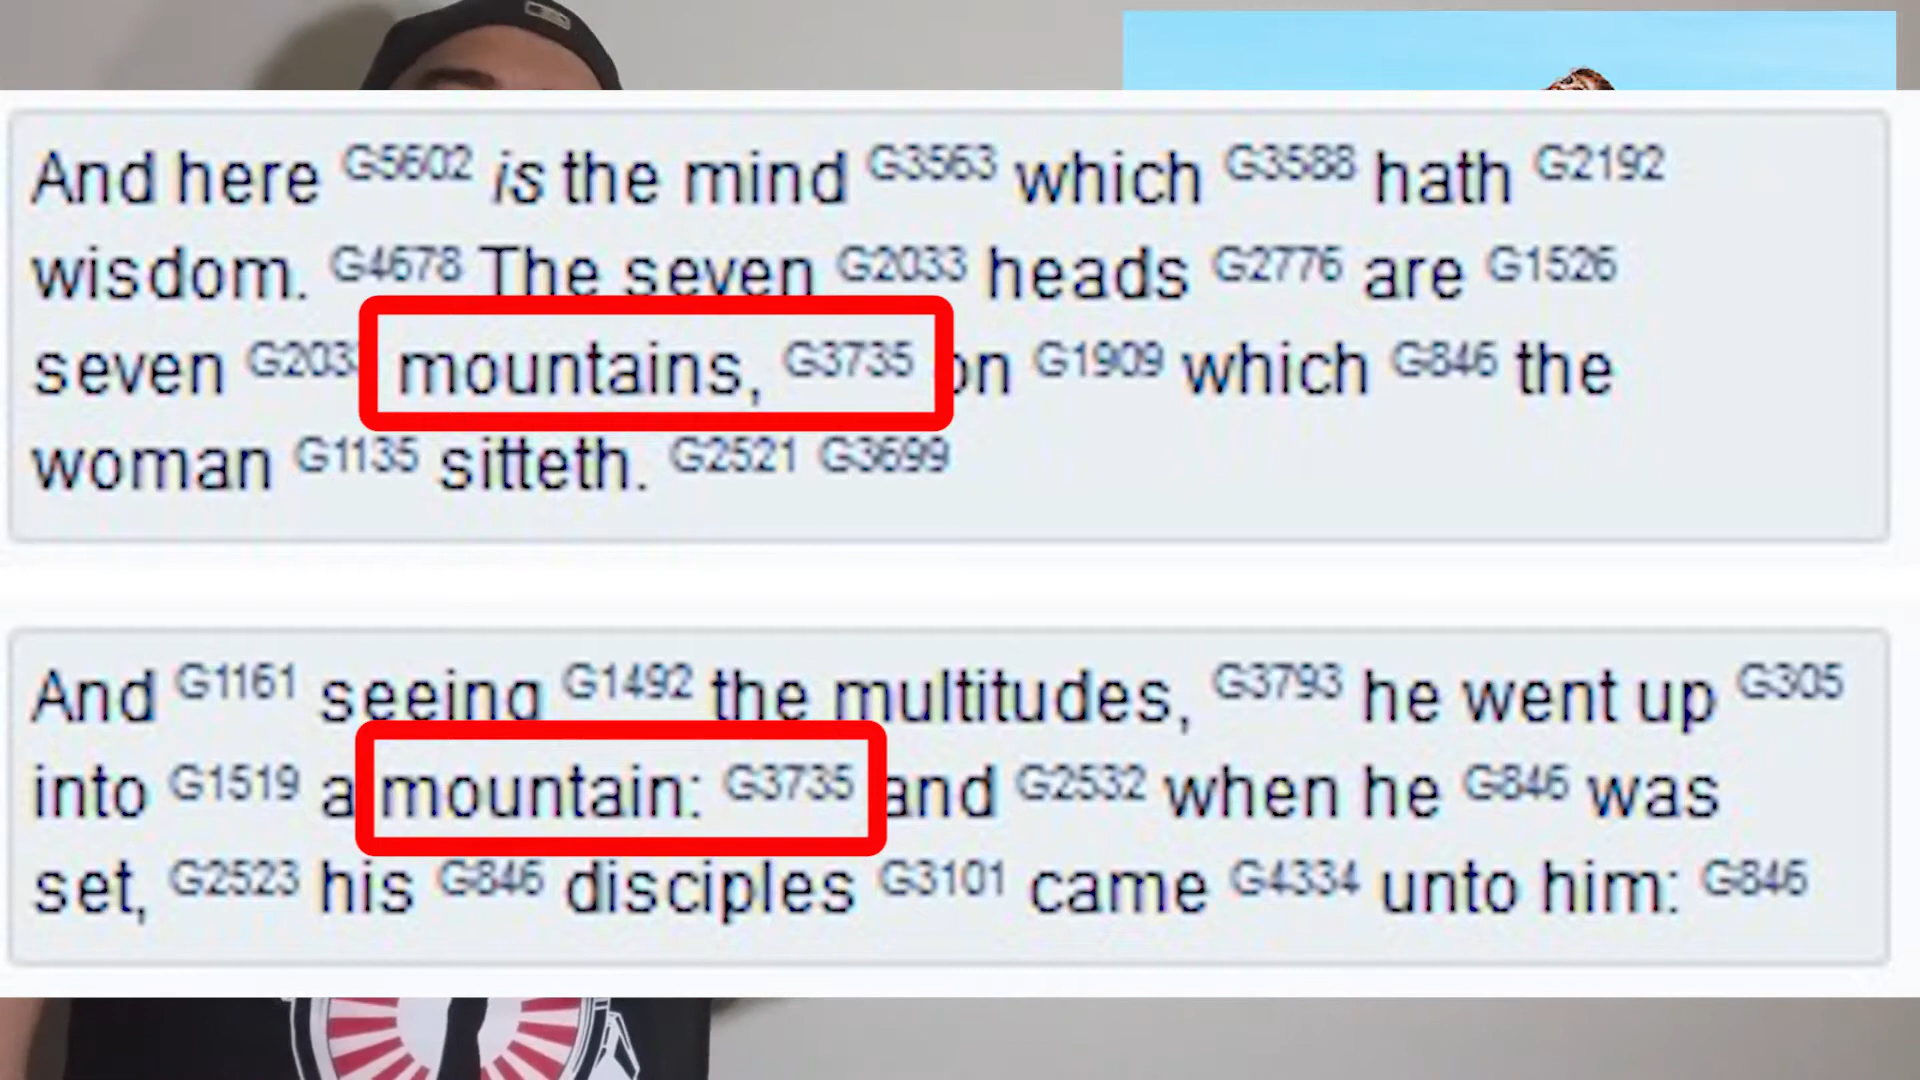 And here G5602 is the mind G3563 which G3588 hath G2192
wisdom. G4678 The seven G2033 heads G2776 are G1526
seven G203 mountains, G3735 on G1909 which G846 the
woman G1135 sitteth. G2521 G3699
And G1161 seeing G1492 the multitudes, G3793 he went up G305
into G1519 a mountain: G3735 and G2532 when he G846 was
set, G2523 his G846 disciples G3101 came G4334 unto him: G846